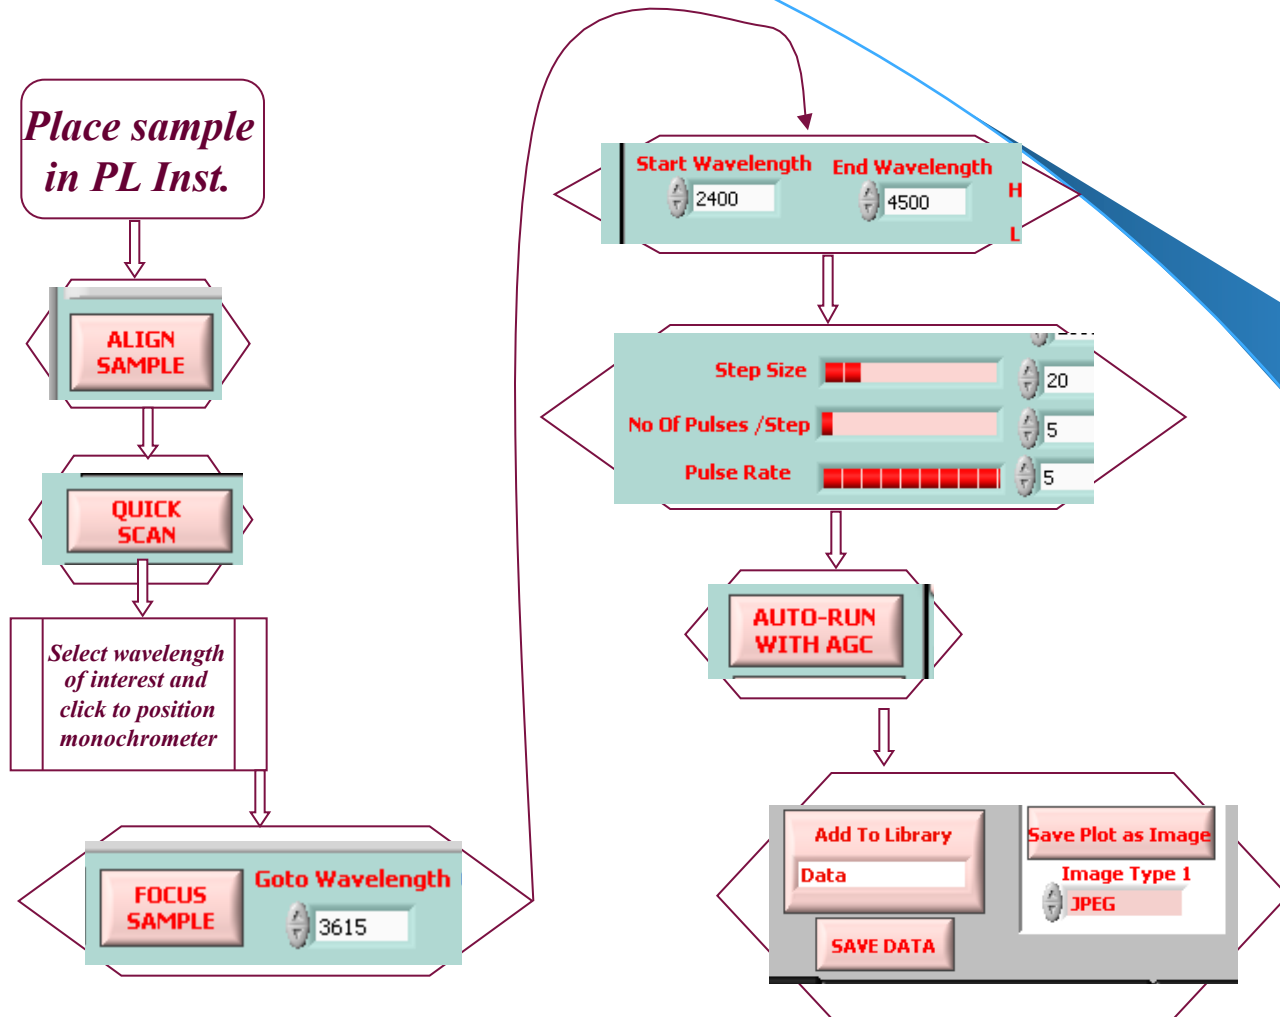 Place sample
in PL Inst.
ALIGN
SAMPLE
QUICK
SCAN
Select wavelength
of interest and
click to position
monochrometer
FOCUS
SAMPLE
Goto Wavelength
3615
Start Wavelength End Wavelength
2400 4500
H
L
Step Size 20
No Of Pulses /Step 5
Pulse Rate 5
AUTO-RUN
WITH AGC
Add To Library
Data
SAVE DATA
Save Plot as Image
Image Type 1
JPEG